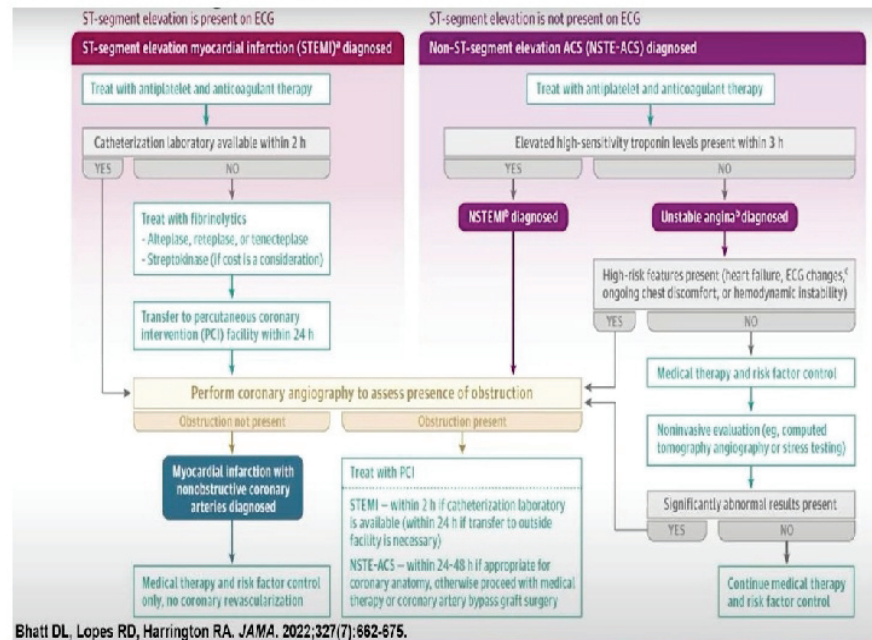 ST-segment elevation is present on ECG
ST-segment elevation myocardial infarction (STEMI)a diagnosed
Treat with antiplatelet and anticoagulant therapy
Catheterization laboratory available within 2 h
YES
NO
Treat with fibrinolytics
- Alteplase, reteplase, or tenecteplase
- Streptokinase (if cost is a consideration)
Transfer to percutaneous coronary
intervention (PCI) facility within 24 h
ST-segment elevation is not present on ECG
Non-ST-segment elevation ACS (NSTE-ACS) diagnosed
Treat with antiplatelet and anticoagulant therapy
Elevated high-sensitivity troponin levels present within 3 h
YES
NO
NSTEMIb diagnosed
Unstable anginab diagnosed
High-risk features present (heart failure, ECG changes,c
ongoing chest discomfort, or hemodynamic instability)
YES
NO
Medical therapy and risk factor control
Noninvasive evaluation (eg, computed
tomography angiography or stress testing)
Significantly abnormal results present
YES
NO
Continue medical therapy
and risk factor control
Perform coronary angiography to assess presence of obstruction
Obstruction not present
Obstruction present
Myocardial infarction with
nonobstructive coronary
arteries diagnosed
Medical therapy and risk factor control
only, no coronary revascularization
Treat with PCI
STEMI – within 2 h if catheterization laboratory
is available (within 24 h if transfer to outside
facility is necessary)
NSTE-ACS – within 24-48 h if appropriate for
coronary anatomy, otherwise proceed with medical
therapy or coronary artery bypass graft surgery
Bhatt DL, Lopes RD, Harrington RA. JAMA. 2022;327(7):662-675.